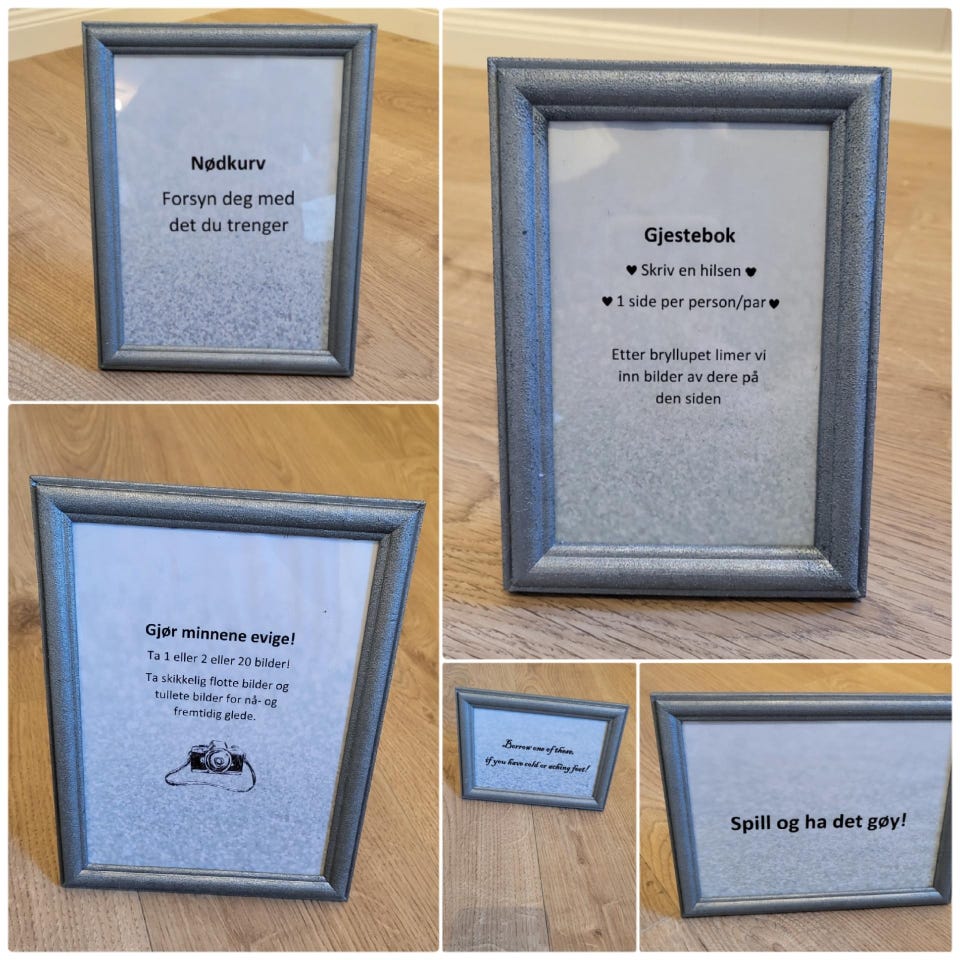 Nødkurv
Forsyn deg med
det du trenger
Gjestebok
♥ Skriv en hilsen ♥
♥ 1 side per person/par ♥
Etter bryllupet limer vi
inn bilder av dere på
den siden
Gjør minnene evige!
Ta 1 eller 2 eller 20 bilder!
Ta skikkelig flotte bilder og
tullete bilder for nå- og
fremtidig glede.
Borrow one of these,
if you have cold or aching feet!
Spill og ha det gøy!